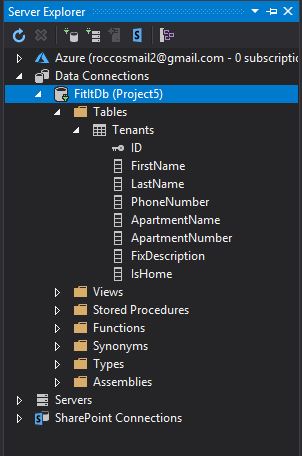 Server Explorer
Azure (roccosmail2@gmail.com - 0 subscriptic
Data Connections
FitItDb (Project5)
Tables
Tenants
ID
FirstName
LastName
PhoneNumber
ApartmentName
ApartmentNumber
FixDescription
IsHome
Views
Stored Procedures
Functions
Synonyms
Types
Assemblies
Servers
SharePoint Connections